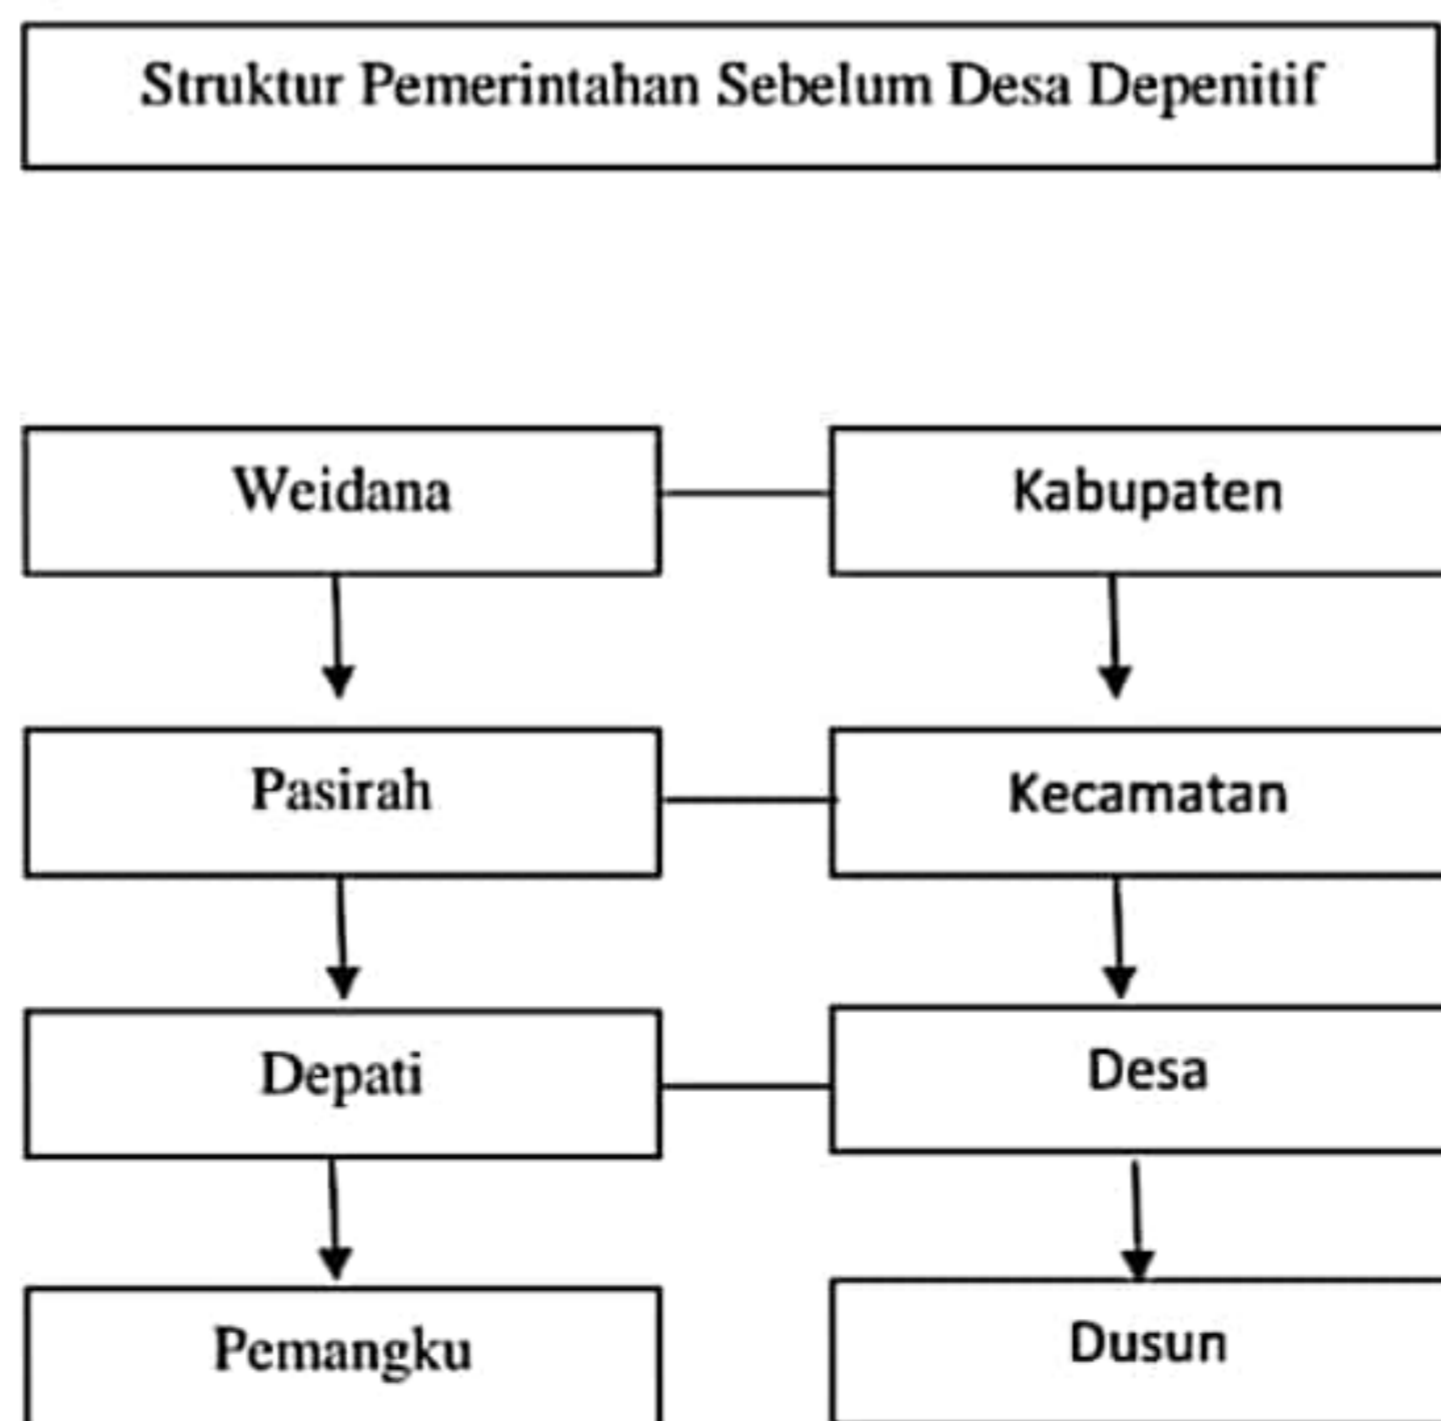 Struktur Pemerintahan Sebelum Desa Depenitif
Weidana
Kabupaten
Pasirah
Kecamatan
Depati
Desa
Pemangku
Dusun